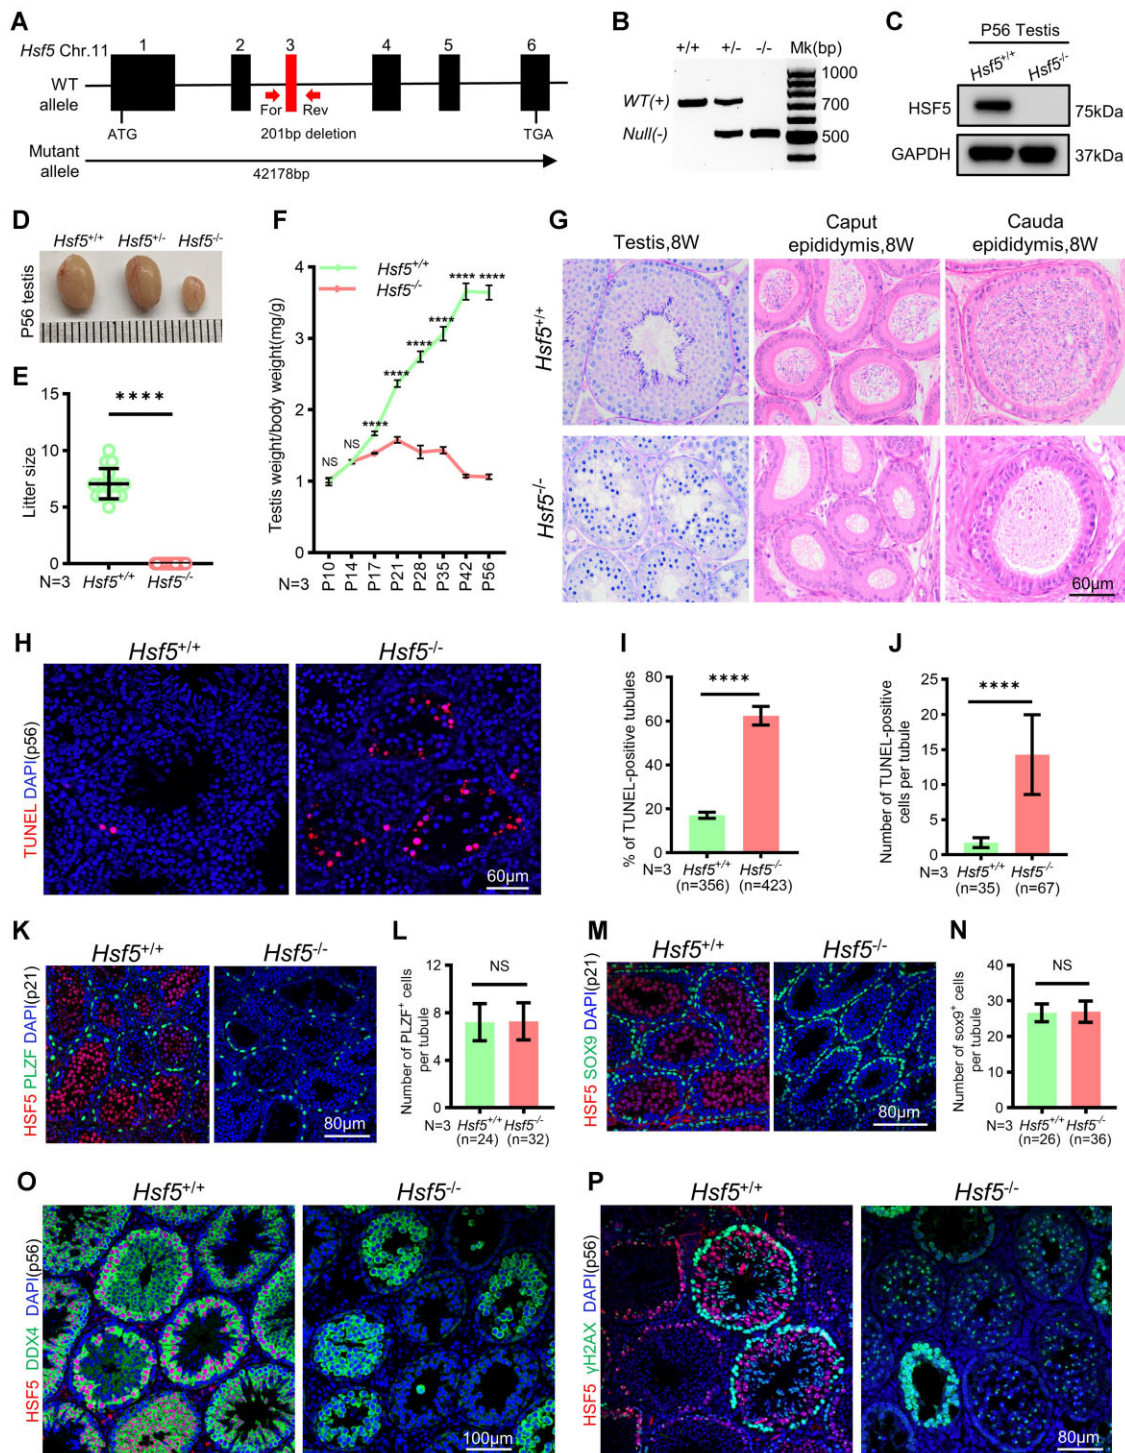 A
Hsf5 Chr.11
1 2 3 4 5 6
WT allele
For Rev
ATG
201bp deletion
TGA
Mutant allele
42178bp
B
+/+ +/- -/- Mk(bp)
1000
WT(+)
700
Null(-)
500
C
P56 Testis
Hsf5+/+ Hsf5-/-
HSF5
75kDa
GAPDH
37kDa
D
Hsf5+/+ Hsf5+/- Hsf5-/-
P56 testis
E
Litter size
15
10
5
0
****
N=3 Hsf5+/+ Hsf5-/-
F
Testis weight/body weight(mg/g)
Hsf5+/+
Hsf5-/-
4
3
2
1
0
NS NS **** **** **** **** **** ****
N=3 P10 P14 P17 P21 P28 P35 P42 P56
G
Testis,8W
Caput epididymis,8W
Cauda epididymis,8W
Hsf5+/+
Hsf5-/-
60μm
H
Hsf5+/+ Hsf5-/-
TUNEL DAPI(p56)
60μm
I
% of TUNEL-positive tubules
80
60
40
20
0
****
N=3 Hsf5+/+ Hsf5-/-
(n=356) (n=423)
J
Number of TUNEL-positive cells per tubule
25
20
15
10
5
0
****
N=3 Hsf5+/+ Hsf5-/-
(n=35) (n=67)
K
Hsf5+/+ Hsf5-/-
HSF5 PLZF DAPI(p21)
80μm
L
Number of PLZF+ cells per tubule
12
8
4
0
NS
N=3 Hsf5+/+ Hsf5-/-
(n=24) (n=32)
M
Hsf5+/+ Hsf5-/-
HSF5 SOX9 DAPI(p21)
80μm
N
Number of sox9+ cells per tubule
40
30
20
10
0
NS
N=3 Hsf5+/+ Hsf5-/-
(n=26) (n=36)
O
Hsf5+/+ Hsf5-/-
HSF5 DDX4 DAPI(p56)
100μm
P
Hsf5+/+ Hsf5-/-
HSF5 γH2AX DAPI(p56)
80μm